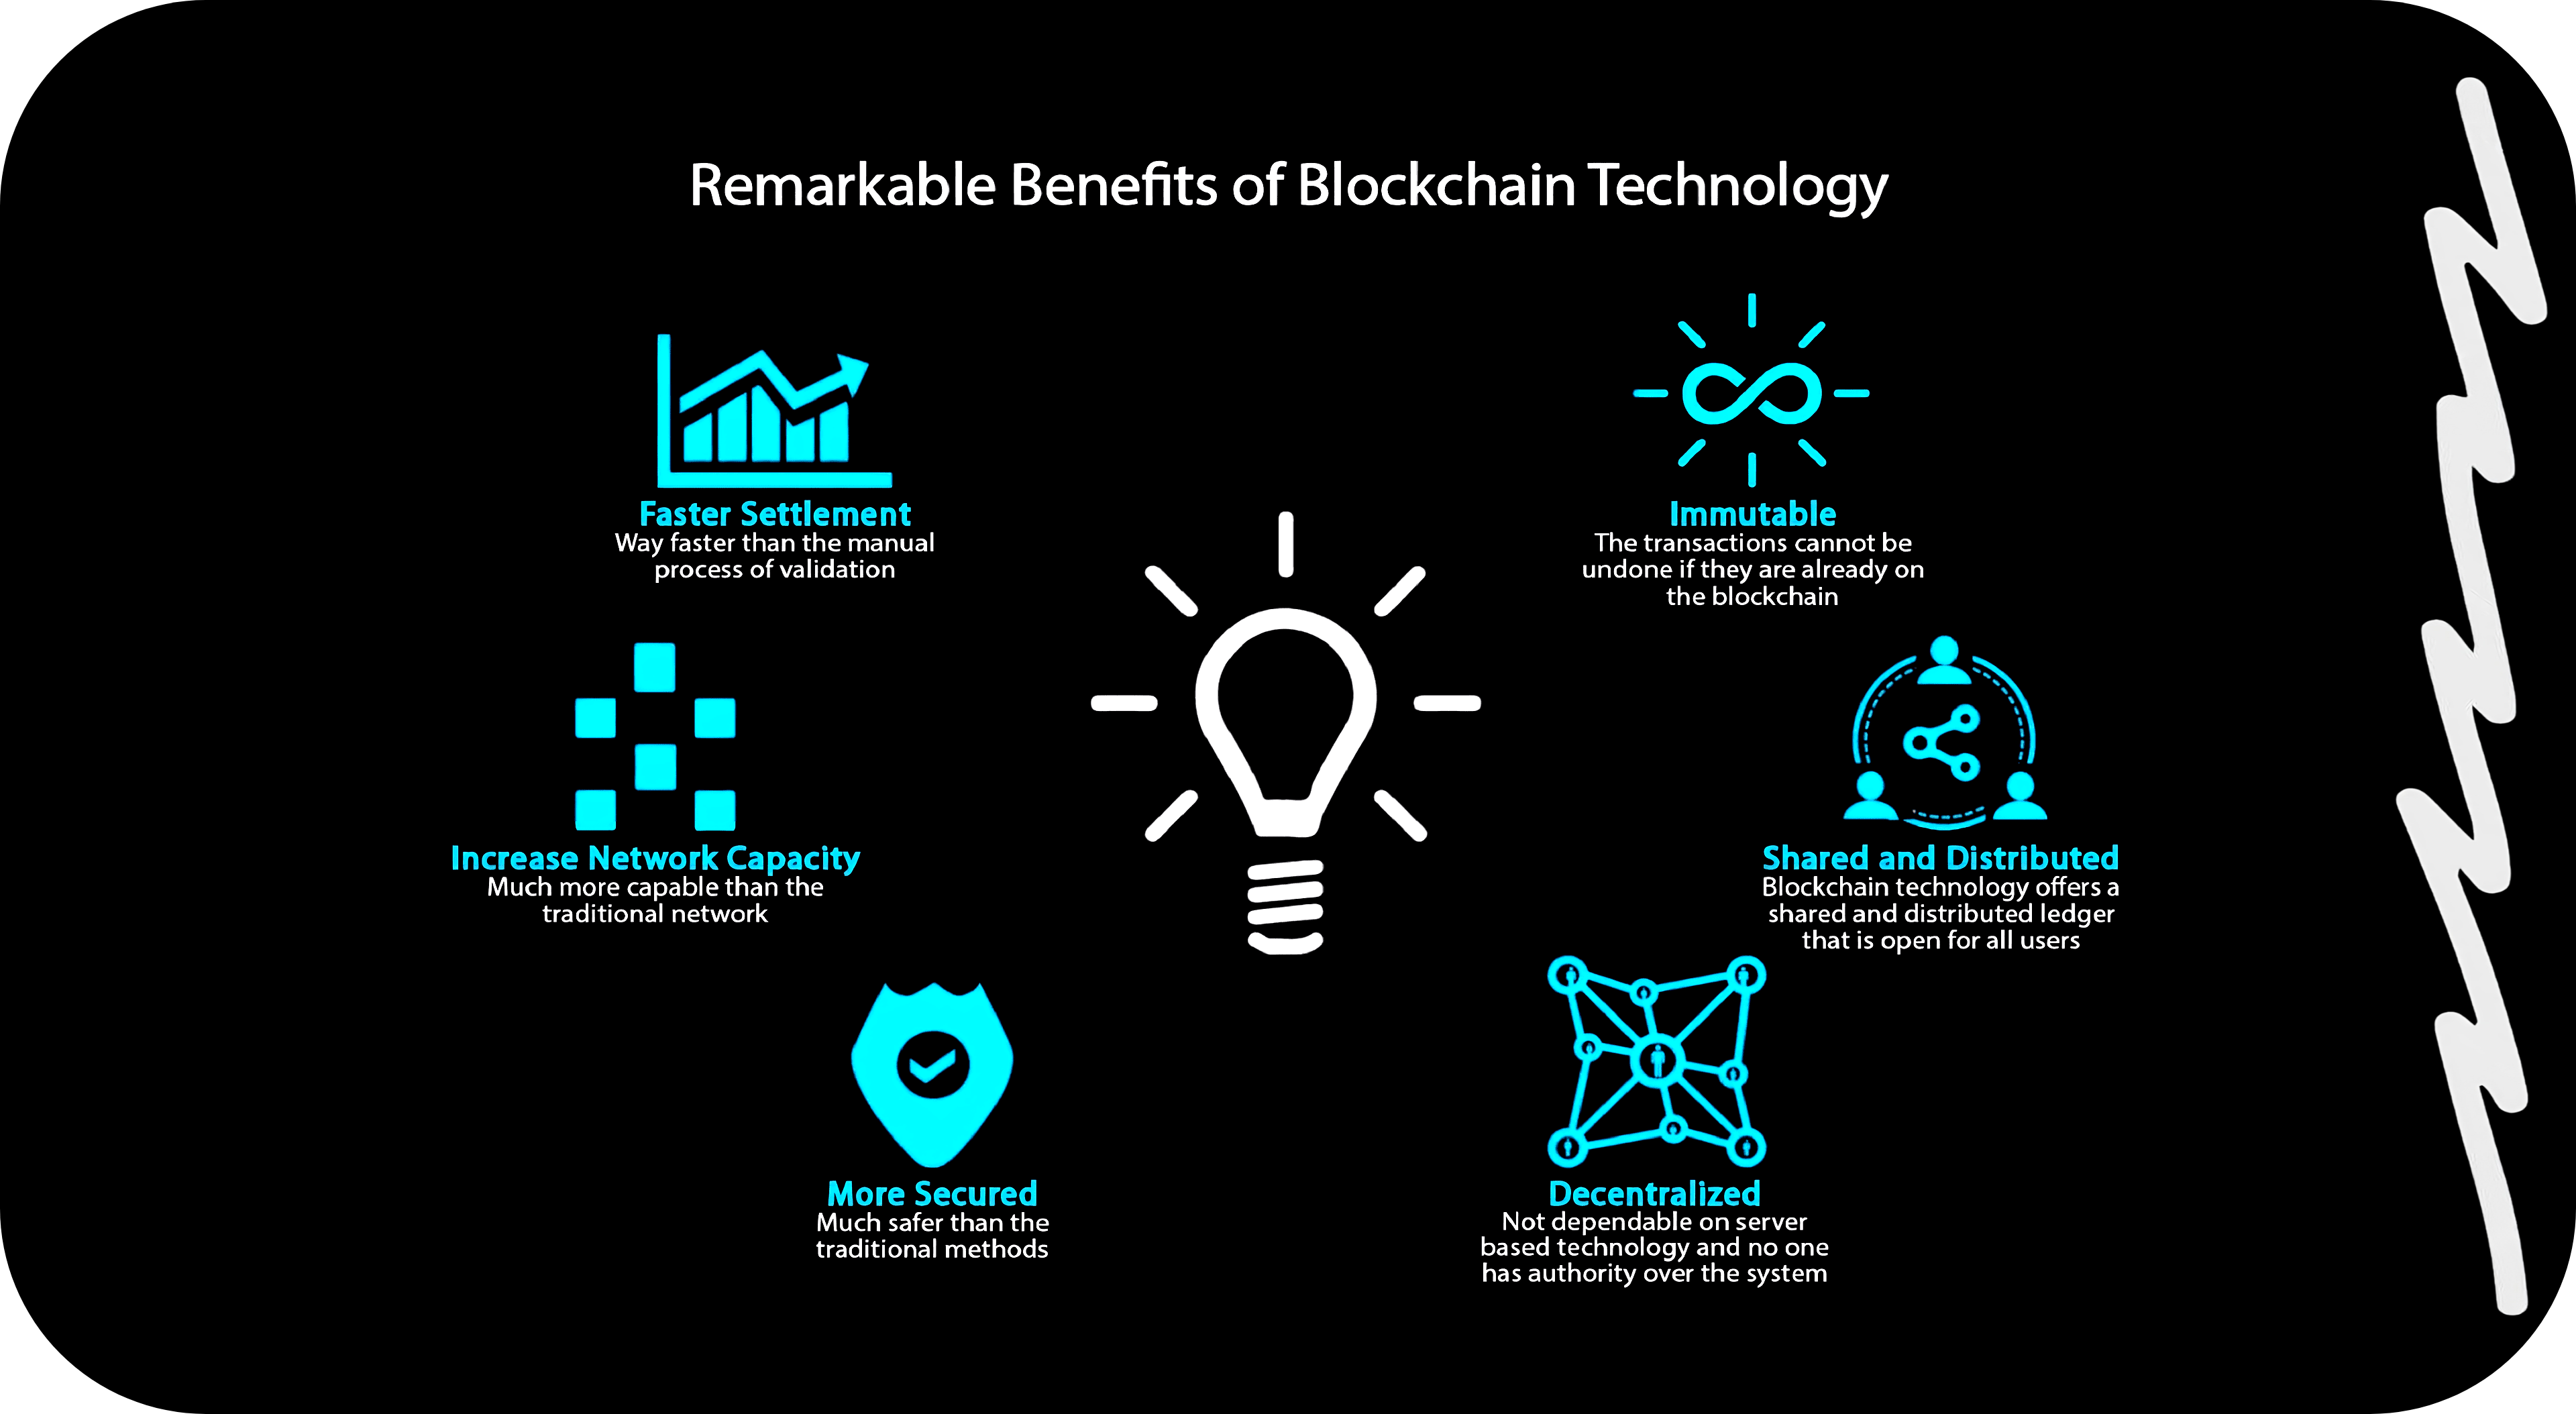 Remarkable Benefits of Blockchain Technology
Faster Settlement
Way faster than the manual
process of validation
Immutable
The transactions cannot be
undone if they are already on
the blockchain
Increase Network Capacity
Much more capable than the
traditional network
Shared and Distributed
Blockchain technology offers a
shared and distributed ledger
that is open for all users
More Secured
Much safer than the
traditional methods
Decentralized
Not dependable on server
based technology and no one
has authority over the system